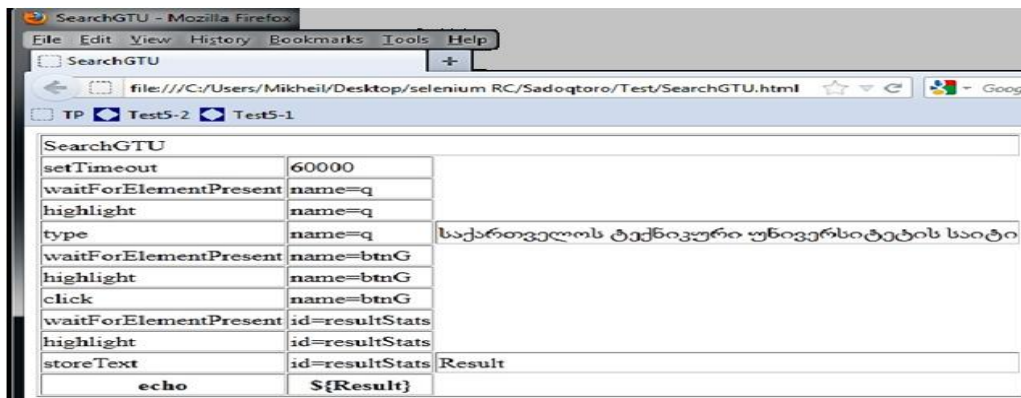 SearchGTU - Mozilla Firefox
File Edit View History Bookmarks Tools Help
SearchGTU +
file:///C:/Users/Mikheil/Desktop/selenium RC/Sadoqtoro/Test/SearchGTU.html Goog
TP Test5-2 Test5-1
SearchGTU
setTimeout 60000
waitForElementPresent name=q
highlight name=q
type name=q საქართველოს ტექნიკური უნივერსიტეტის საიტი
waitForElementPresent name=btnG
highlight name=btnG
click name=btnG
waitForElementPresent id=resultStats
highlight id=resultStats
storeText id=resultStats Result
echo ${Result}